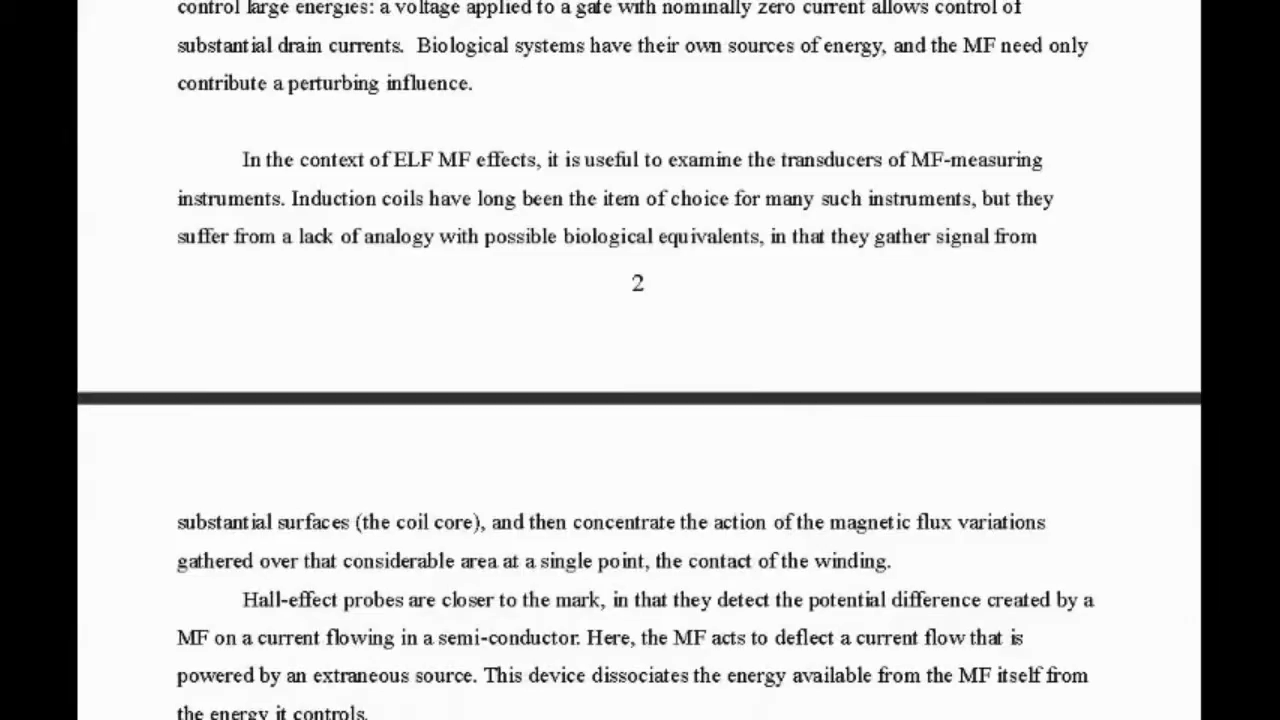 control large energies: a voltage applied to a gate with nominally zero current allows control of
substantial drain currents.  Biological systems have their own sources of energy, and the MF need only
contribute a perturbing influence.
In the context of ELF MF effects, it is useful to examine the transducers of MF-measuring
instruments. Induction coils have long been the item of choice for many such instruments, but they
suffer from a lack of analogy with possible biological equivalents, in that they gather signal from
2
substantial surfaces (the coil core), and then concentrate the action of the magnetic flux variations
gathered over that considerable area at a single point, the contact of the winding.
Hall-effect probes are closer to the mark, in that they detect the potential difference created by a
MF on a current flowing in a semi-conductor. Here, the MF acts to deflect a current flow that is
powered by an extraneous source. This device dissociates the energy available from the MF itself from
the energy it controls.